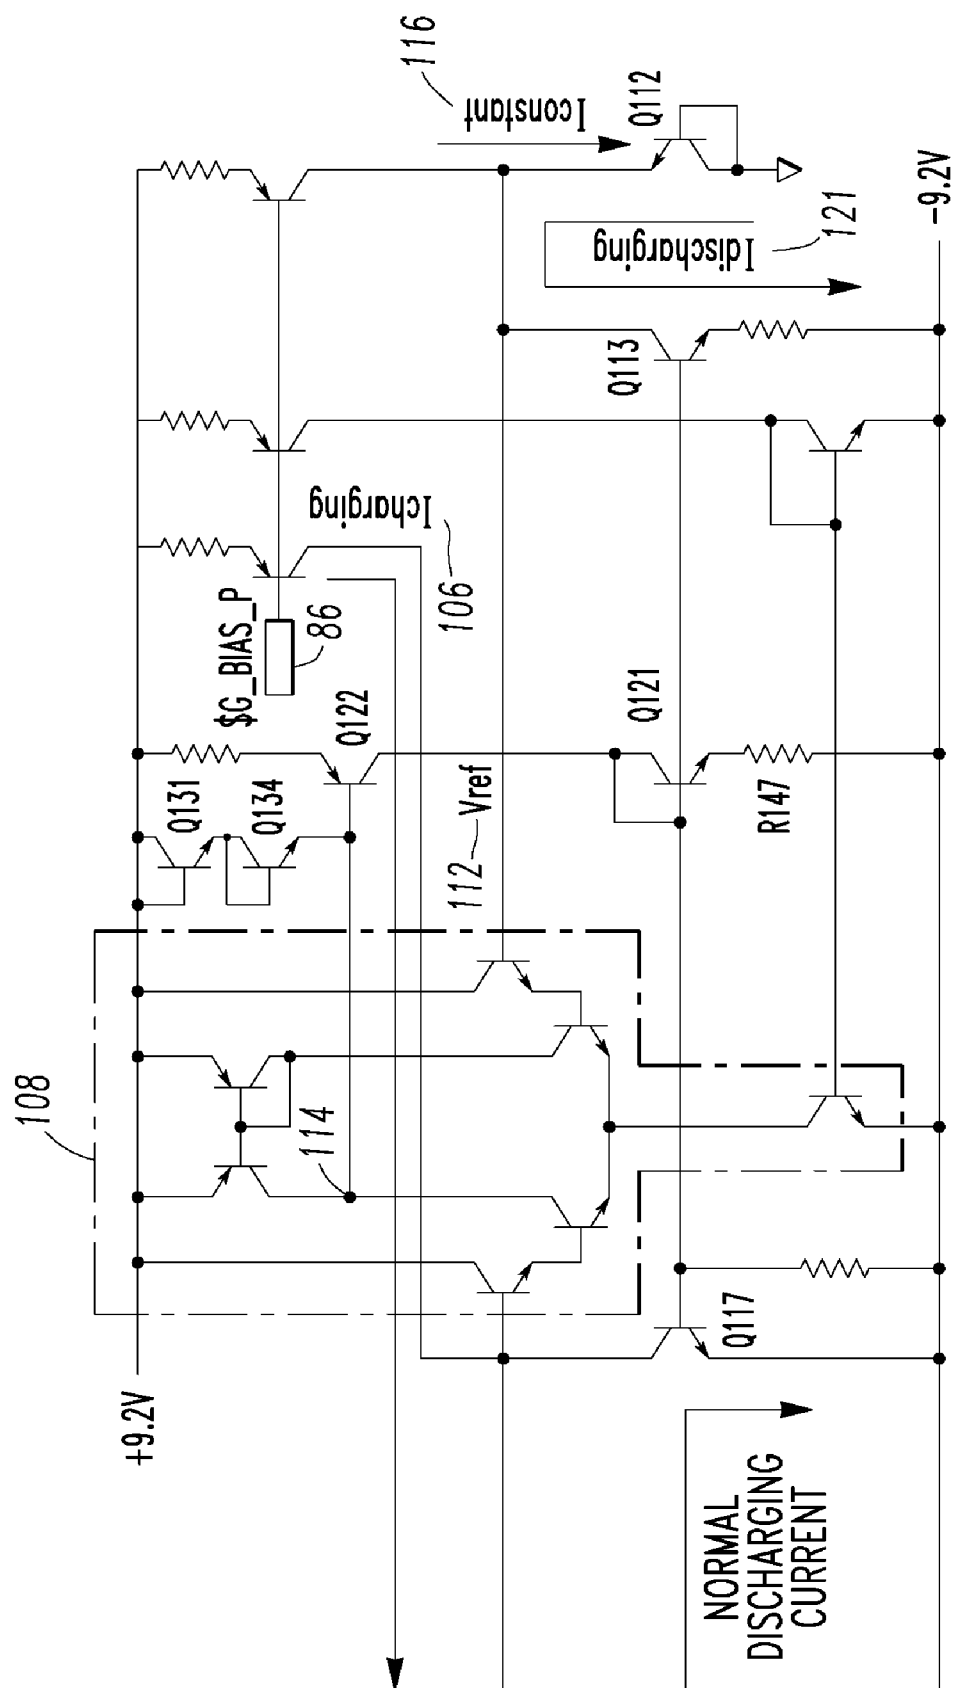 116
Iconstant
Q112
Idischarging
121
-9.2V
Q113
Icharging
106
$G_BIAS_P
86
Q122
Q121
R147
Q131
Q134
112
Vref
108
114
Q117
+9.2V
NORMAL
DISCHARGING
CURRENT